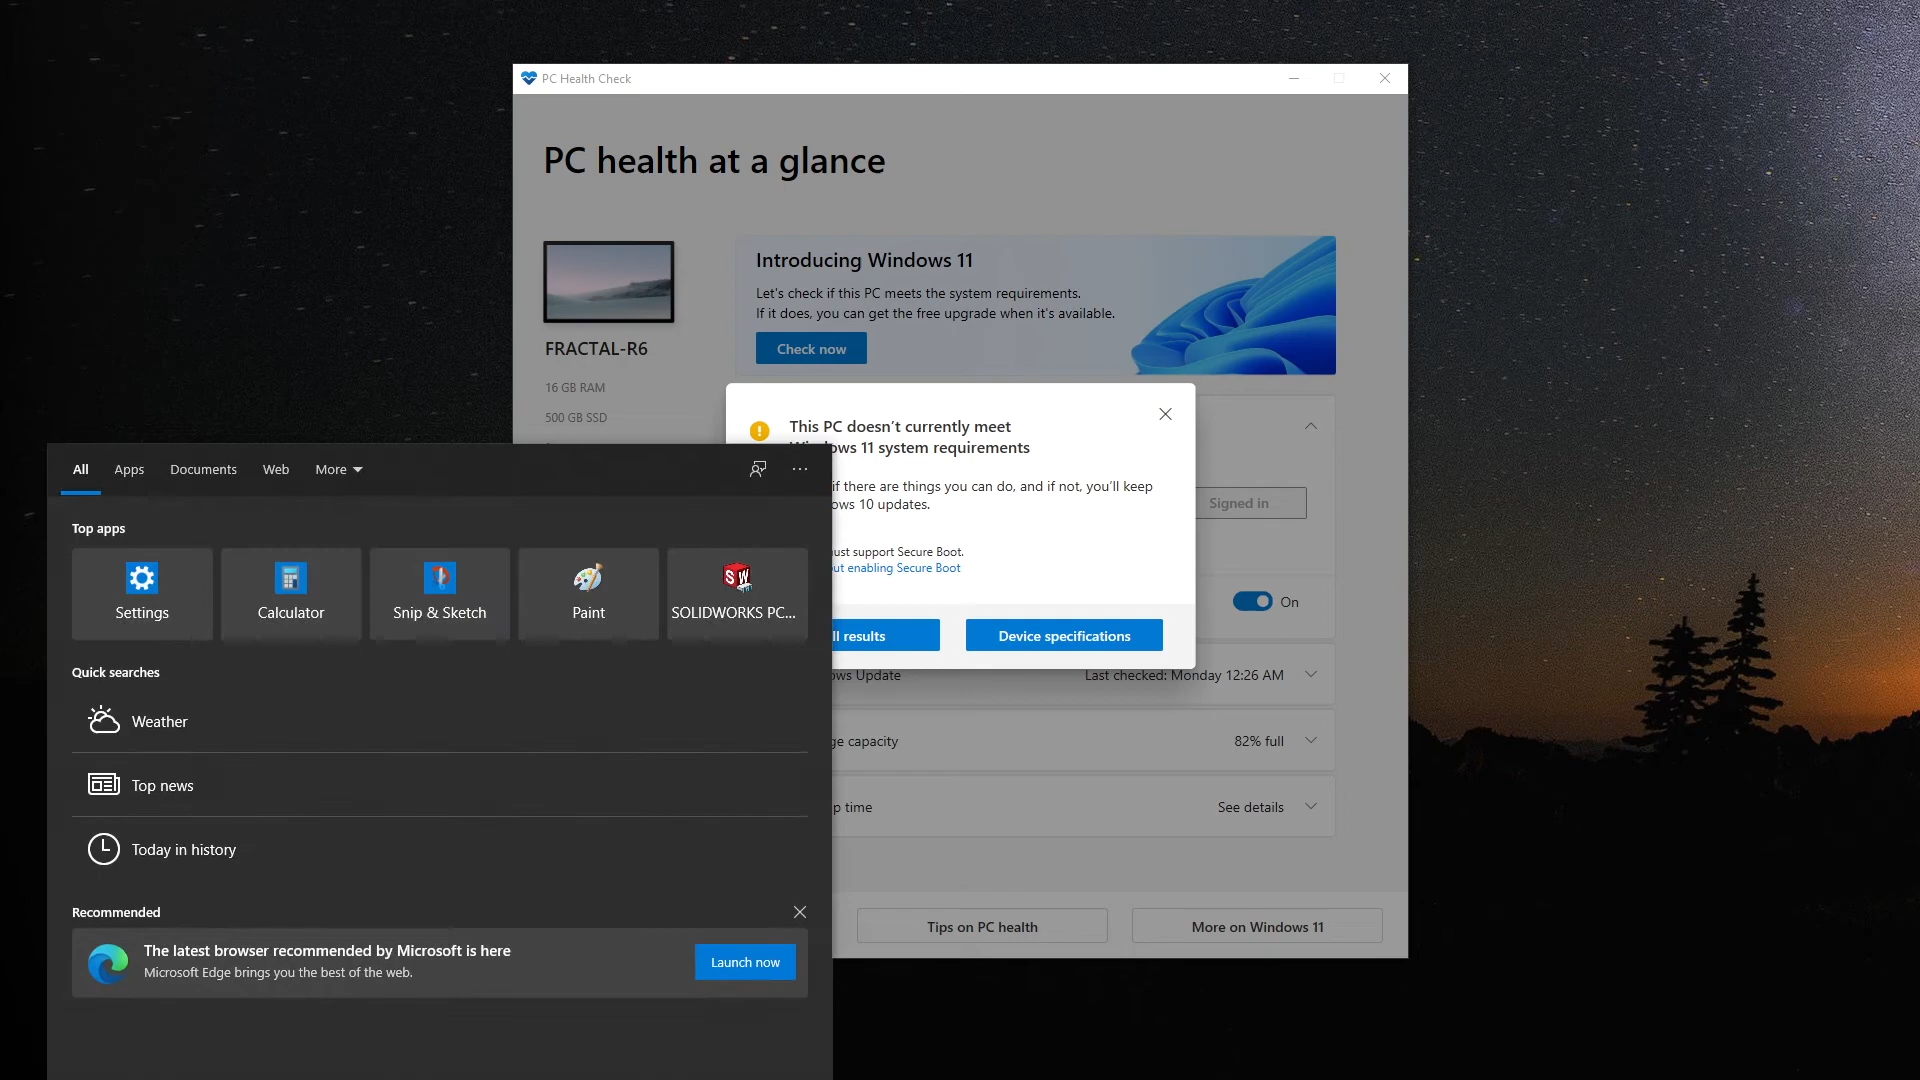 PC Health Check
PC health at a glance
Introducing Windows 11
Let's check if this PC meets the system requirements.
If it does, you can get the free upgrade when it's available.
Check now
FRACTAL-R6
16 GB RAM
500 GB SSD
This PC doesn't currently meet
11 system requirements
if there are things you can do, and if not, you'll keep
10 updates.
support Secure Boot.
enabling Secure Boot
results
Device specifications
Signed in
On
Update
Last checked: Monday 12:26 AM
capacity
82% full
time
See details
Tips on PC health
More on Windows 11
All
Apps
Documents
Web
More
Top apps
Settings
Calculator
Snip & Sketch
Paint
SW
SOLIDWORKS PC...
Quick searches
Weather
Top news
Today in history
Recommended
The latest browser recommended by Microsoft is here
Microsoft Edge brings you the best of the web.
Launch now